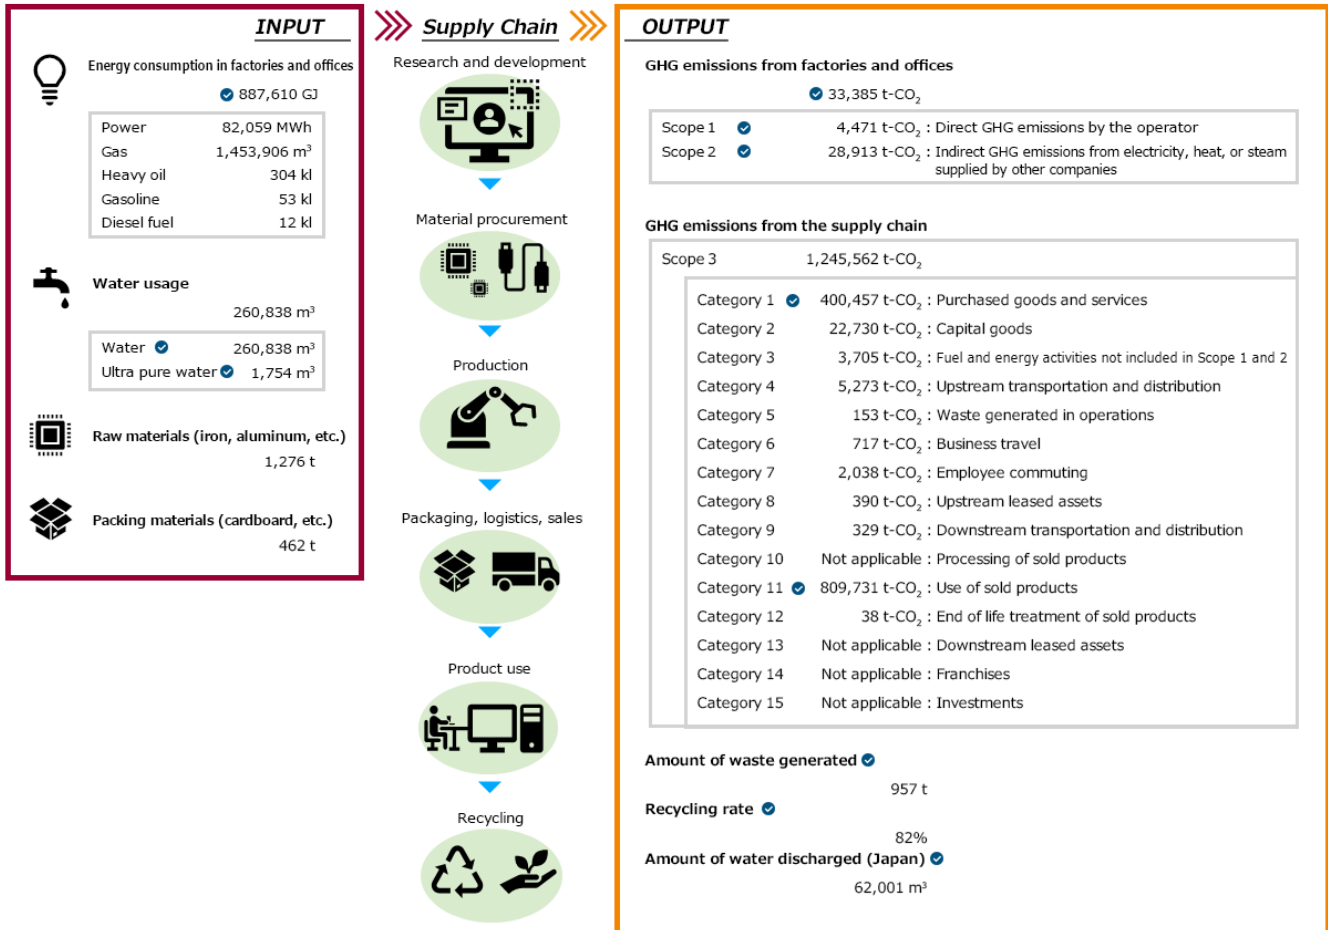 INPUT
Energy consumption in factories and offices
887,610 GJ
Power 82,059 MWh
Gas 1,453,906 m³
Heavy oil 304 kl
Gasoline 53 kl
Diesel fuel 12 kl
Water usage
260,838 m³
Water 260,838 m³
Ultra pure water 1,754 m³
Raw materials (iron, aluminum, etc.)
1,276 t
Packing materials (cardboard, etc.)
462 t
Supply Chain
Research and development
Material procurement
Production
Packaging, logistics, sales
Product use
Recycling
OUTPUT
GHG emissions from factories and offices
33,385 t-CO₂
Scope 1 4,471 t-CO₂ : Direct GHG emissions by the operator
Scope 2 28,913 t-CO₂ : Indirect GHG emissions from electricity, heat, or steam
supplied by other companies
GHG emissions from the supply chain
Scope 3 1,245,562 t-CO₂
Category 1 400,457 t-CO₂ : Purchased goods and services
Category 2 22,730 t-CO₂ : Capital goods
Category 3 3,705 t-CO₂ : Fuel and energy activities not included in Scope 1 and 2
Category 4 5,273 t-CO₂ : Upstream transportation and distribution
Category 5 153 t-CO₂ : Waste generated in operations
Category 6 717 t-CO₂ : Business travel
Category 7 2,038 t-CO₂ : Employee commuting
Category 8 390 t-CO₂ : Upstream leased assets
Category 9 329 t-CO₂ : Downstream transportation and distribution
Category 10 Not applicable : Processing of sold products
Category 11 809,731 t-CO₂ : Use of sold products
Category 12 38 t-CO₂ : End of life treatment of sold products
Category 13 Not applicable : Downstream leased assets
Category 14 Not applicable : Franchises
Category 15 Not applicable : Investments
Amount of waste generated
957 t
Recycling rate
82%
Amount of water discharged (Japan)
62,001 m³